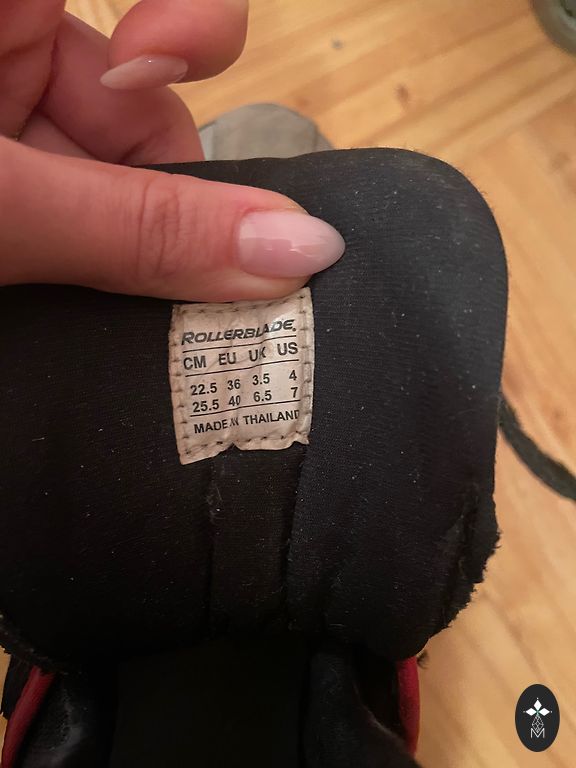 ROLLERBLADE
CM EU UK US
22.5 36 3.5 4
25.5 40 6.5 7
MADE IN THAILAND
M